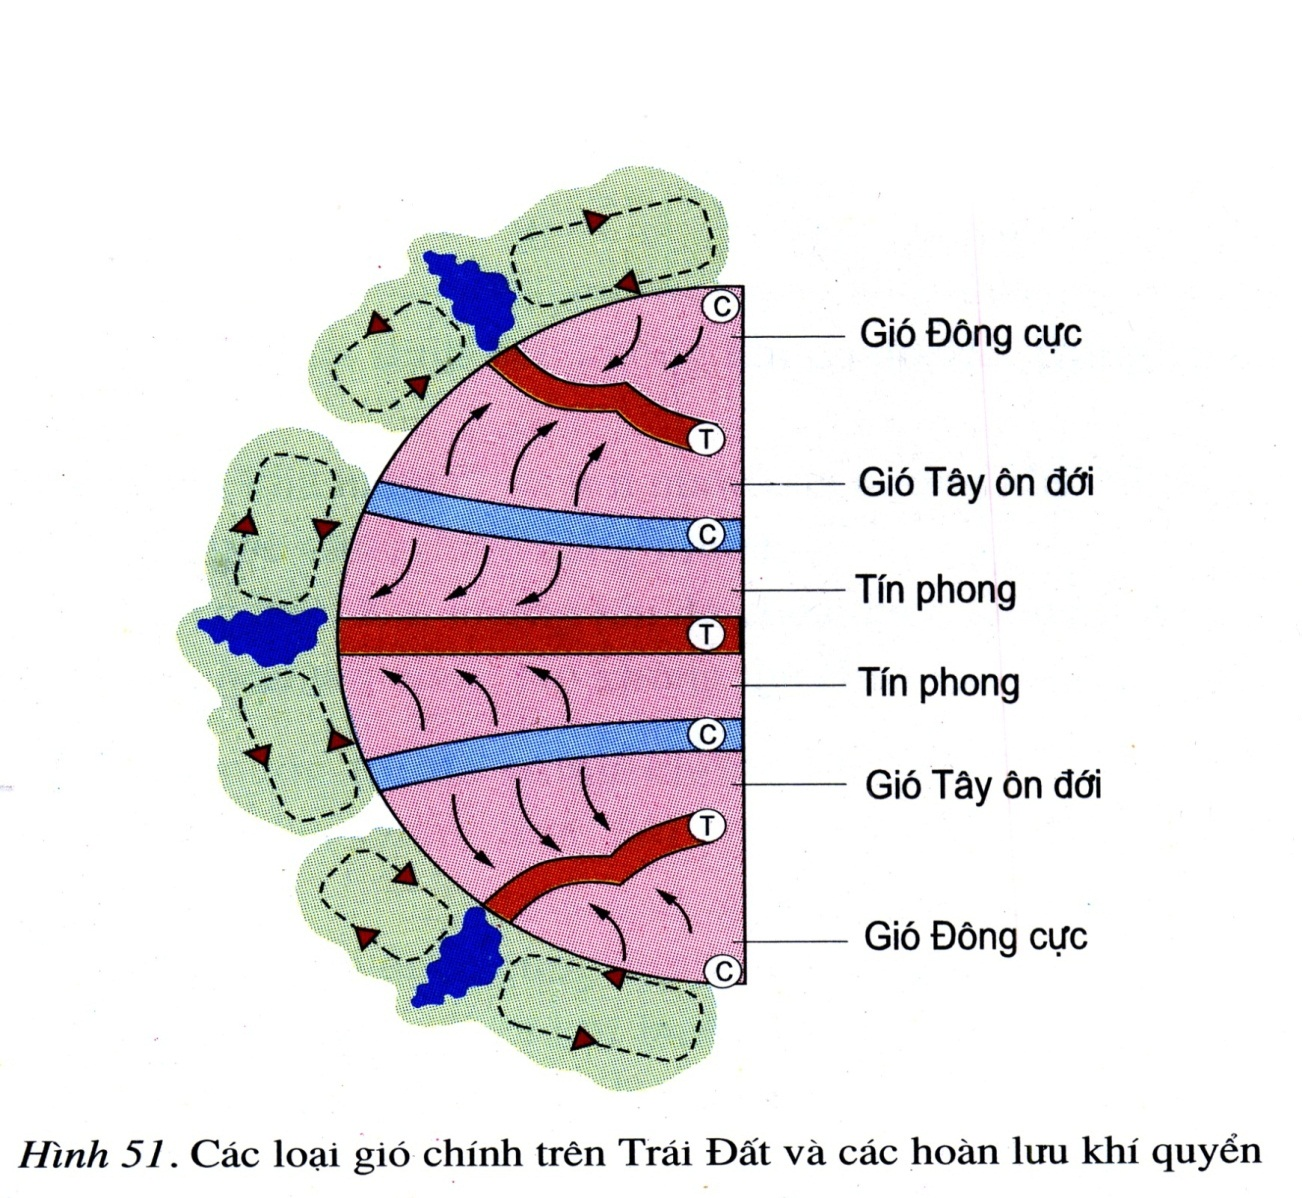 C
Gió Đông cực
T
Gió Tây ôn đới
C
Tín phong
T
Tín phong
C
Gió Tây ôn đới
T
Gió Đông cực
C
Hình 51. Các loại gió chính trên Trái Đất và các hoàn lưu khí quyển